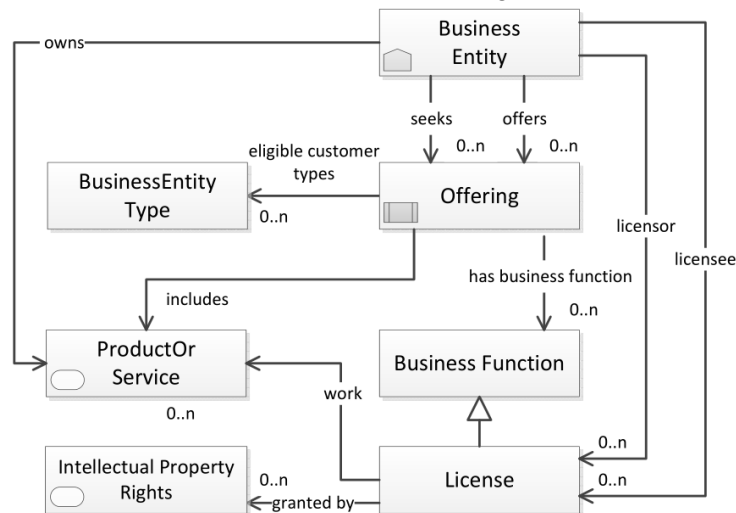 Business
Entity
owns
seeks
offers
0..n
0..n
eligible customer
types
BusinessEntity
Type
0..n
Offering
licensor
licensee
has business function
includes
0..n
ProductOr
Service
Business Function
work
0..n
Intellectual Property
Rights
0..n
License
0..n
0..n
granted by